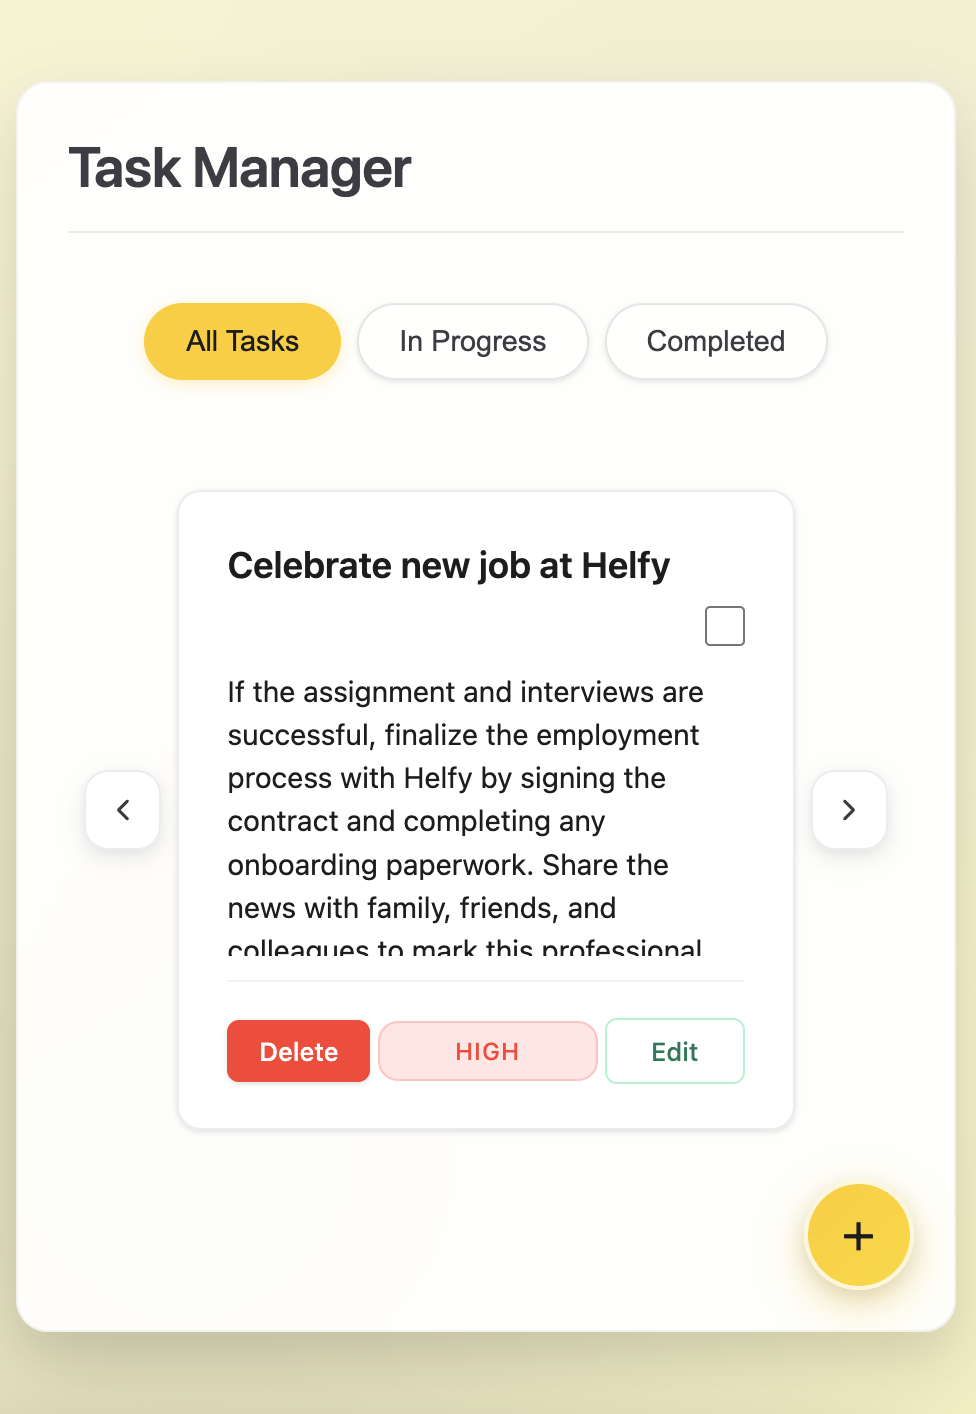 Task Manager
All Tasks
In Progress
Completed
Celebrate new job at Helfy
If the assignment and interviews are
successful, finalize the employment
process with Helfy by signing the
contract and completing any
onboarding paperwork. Share the
news with family, friends, and
colleagues to mark this professional
Delete
HIGH
Edit
+